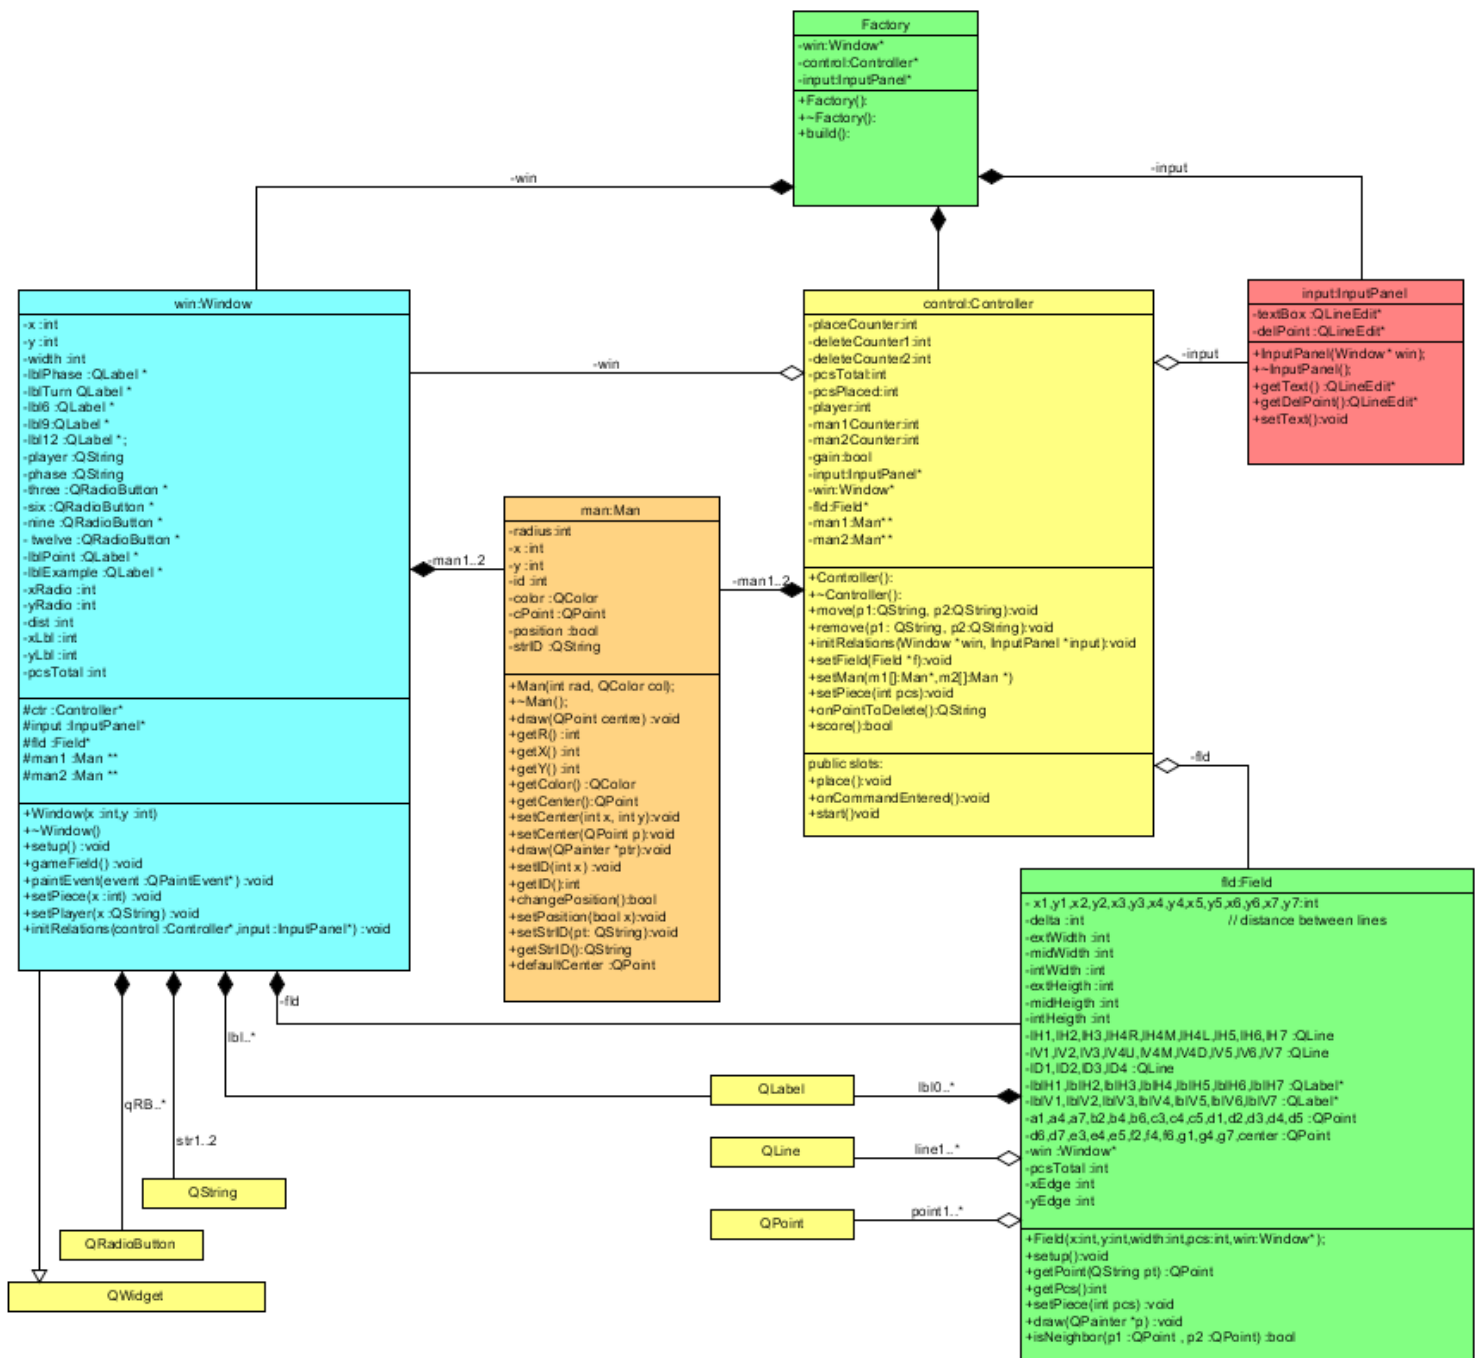 Factory
-win:Window*
-control:Controller*
-input:InputPanel*
+Factory():
+~Factory():
+build():
-win
-input
win:Window
-x :int
-y :int
-width :int
-lblPhase :QLabel *
-lblTurn QLabel *
-lbl6 :QLabel *
-lbl9:QLabel *
-lbl12 :QLabel *;
-player :QString
-phase :QString
-three :QRadioButton *
-six :QRadioButton *
-nine :QRadioButton *
- twelve :QRadioButton *
-lblPoint :QLabel *
-lblExample :QLabel *
-xRadio :int
-yRadio :int
-dist :int
-xLbl :int
-yLbl :int
-pcsTotal :int
#ctr :Controller*
#input :InputPanel*
#fld :Field*
#man1 :Man **
#man2 :Man **
+Window(x :int,y :int)
+~Window()
+setup() :void
+gameField() :void
+paintEvent(event :QPaintEvent*) :void
+setPiece(x :int) :void
+setPlayer(x :QString) :void
+initRelations(control :Controller*,input :InputPanel*) :void
-win
control:Controller
-placeCounter:int
-deleteCounter1:int
-deleteCounter2:int
-pcsTotal:int
-pcsPlaced:int
-player:int
-man1Counter:int
-man2Counter:int
-gain:bool
-input:InputPanel*
-win:Window*
-fld:Field*
-man1:Man**
-man2:Man**
+Controller():
+~Controller():
+move(p1:QString, p2:QString):void
+remove(p1: QString, p2:QString):void
+initRelations(Window *win, InputPanel *input):void
+setField(Field *f):void
+setMan(m1[]:Man*,m2[]:Man *)
+setPiece(int pcs):void
+onPointToDelete():QString
+score():bool
public slots:
+place():void
+onCommandEntered():void
+start()void
-input
input:InputPanel
-textBox :QLineEdit*
-delPoint :QLineEdit*
+InputPanel(Window* win);
+~InputPanel();
+getText() :QLineEdit*
+getDelPoint():QLineEdit*
+setText():void
-man1..2
man:Man
-radius:int
-x :int
-y :int
-id :int
-color :QColor
-cPoint :QPoint
-position :bool
-strID :QString
+Man(int rad, QColor col);
+~Man();
+draw(QPoint centre) :void
+getR() :int
+getX() :int
+getY() :int
+getColor() :QColor
+getCenter():QPoint
+setCenter(int x, int y):void
+setCenter(QPoint p):void
+draw(QPainter *ptr):void
+setID(int x) :void
+getID():int
+changePosition():bool
+setPosition(bool x):void
+setStrID(pt: QString):void
+getStrID():QString
+defaultCenter :QPoint
-man1..2
-fld
fld:Field
- x1,y1,x2,y2,x3,y3,x4,y4,x5,y5,x6,y6,x7,y7:int
-delta :int // distance between lines
-extWidth :int
-midWidth :int
-intWidth :int
-extHeigth :int
-midHeigth :int
-intHeigth :int
-lH1,lH2,lH3,lH4R,lH4M,lH4L,lH5,lH6,lH7 :QLine
-lV1,lV2,lV3,lV4U,lV4M,lV4D,lV5,lV6,lV7 :QLine
-lD1,lD2,lD3,lD4 :QLine
-lblH1,lblH2,lblH3,lblH4,lblH5,lblH6,lblH7 :QLabel*
-lblV1,lblV2,lblV3,lblV4,lblV5,lblV6,lblV7 :QLabel*
-a1,a4,a7,b2,b4,b6,c3,c4,c5,d1,d2,d3,d4,d5 :QPoint
-d6,d7,e3,e4,e5,f2,f4,f6,g1,g4,g7,center :QPoint
-win :Window*
-pcsTotal :int
-xEdge :int
-yEdge :int
+Field(x:int,y:int,width:int,pcs:int,win:Window*);
+setup():void
+getPoint(QString pt) :QPoint
+getPcs():int
+setPiece(int pcs) :void
+draw(QPainter *p) :void
+isNeighbor(p1 :QPoint , p2 :QPoint) :bool
-fld
lbl..*
qRB..*
str1..2
QLabel
lbl0..*
QLine
line1..*
QPoint
point1..*
QString
QRadioButton
QWidget